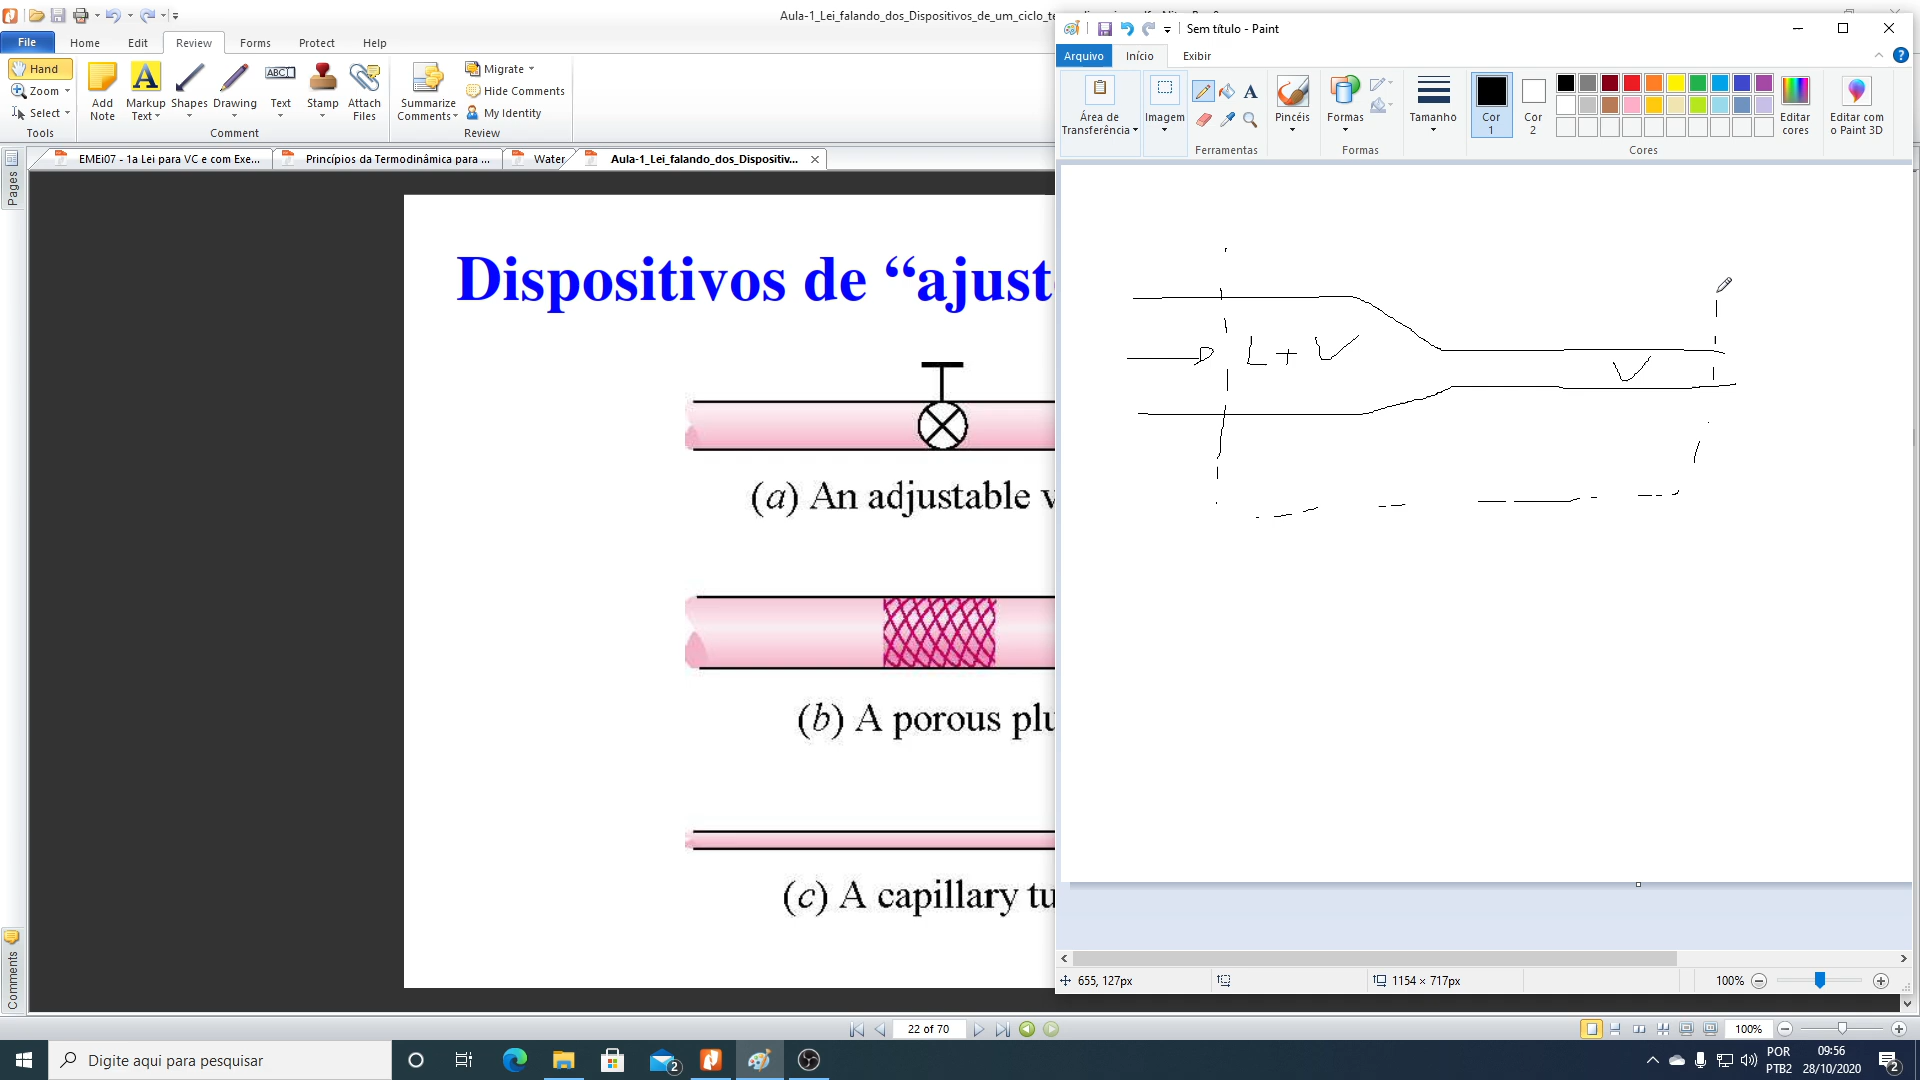 Aula-1_Lei_falando_dos_Dispositivos_de_um_ciclo_te
File
Home
Edit
Review
Forms
Protect
Help
Hand
Zoom
Select
Tools
Add Note
Markup Text
Shapes
Drawing
Text
Stamp
Attach Files
Comment
Summarize Comments
Migrate
Hide Comments
My Identity
Review
EMEi07 - 1a Lei para VC e com Exe...
Princípios da Termodinâmica para ...
Water
Aula-1_Lei_falando_dos_Dispositiv...
Pages
Comments
Dispositivos de “ajust
(a) An adjustable v
(b) A porous plu
(c) A capillary tu
22 of 70
100%
Sem título - Paint
Arquivo
Início
Exibir
Área de Transferência
Imagem
Ferramentas
Pincéis
Formas
Formas
Tamanho
Cor 1
Cor 2
Editar cores
Cores
Editar com o Paint 3D
L + V
V
655, 127px
1154 × 717px
100%
Digite aqui para pesquisar
2
POR
PTB2
09:56
28/10/2020
2